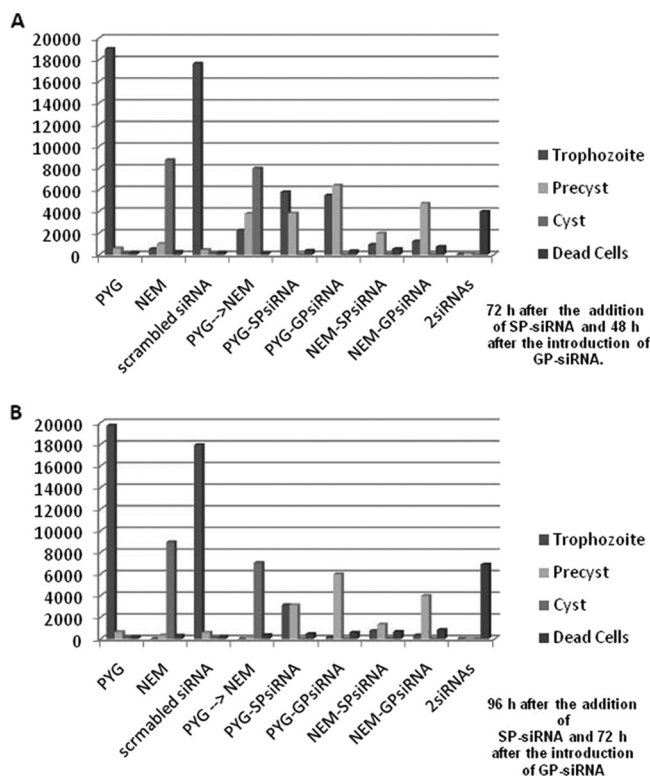 A
20000
18000
16000
14000
12000
10000
8000
6000
4000
2000
0
PYG
NEM
scrambled siRNA
PYG-->NEM
PYG-SPsiRNA
PYG-GPsiRNA
NEM-SPsiRNA
NEM-GPsiRNA
2siRNAs
Trophozoite
Precyst
Cyst
Dead Cells
72 h after the addition
of SP-siRNA and 48 h
after the introduction of
GP-siRNA.
B
20000
18000
16000
14000
12000
10000
8000
6000
4000
2000
0
PYG
NEM
scrmabled siRNA
PYG --> NEM
PYG-SPsiRNA
PYG-GPsiRNA
NEM-SPsiRNA
NEM-GPsiRNA
2siRNAs
Trophozoite
Precyst
Cyst
Dead Cells
96 h after the addition
of
SP-siRNA and 72 h
after the introduction
of GP-siRNA